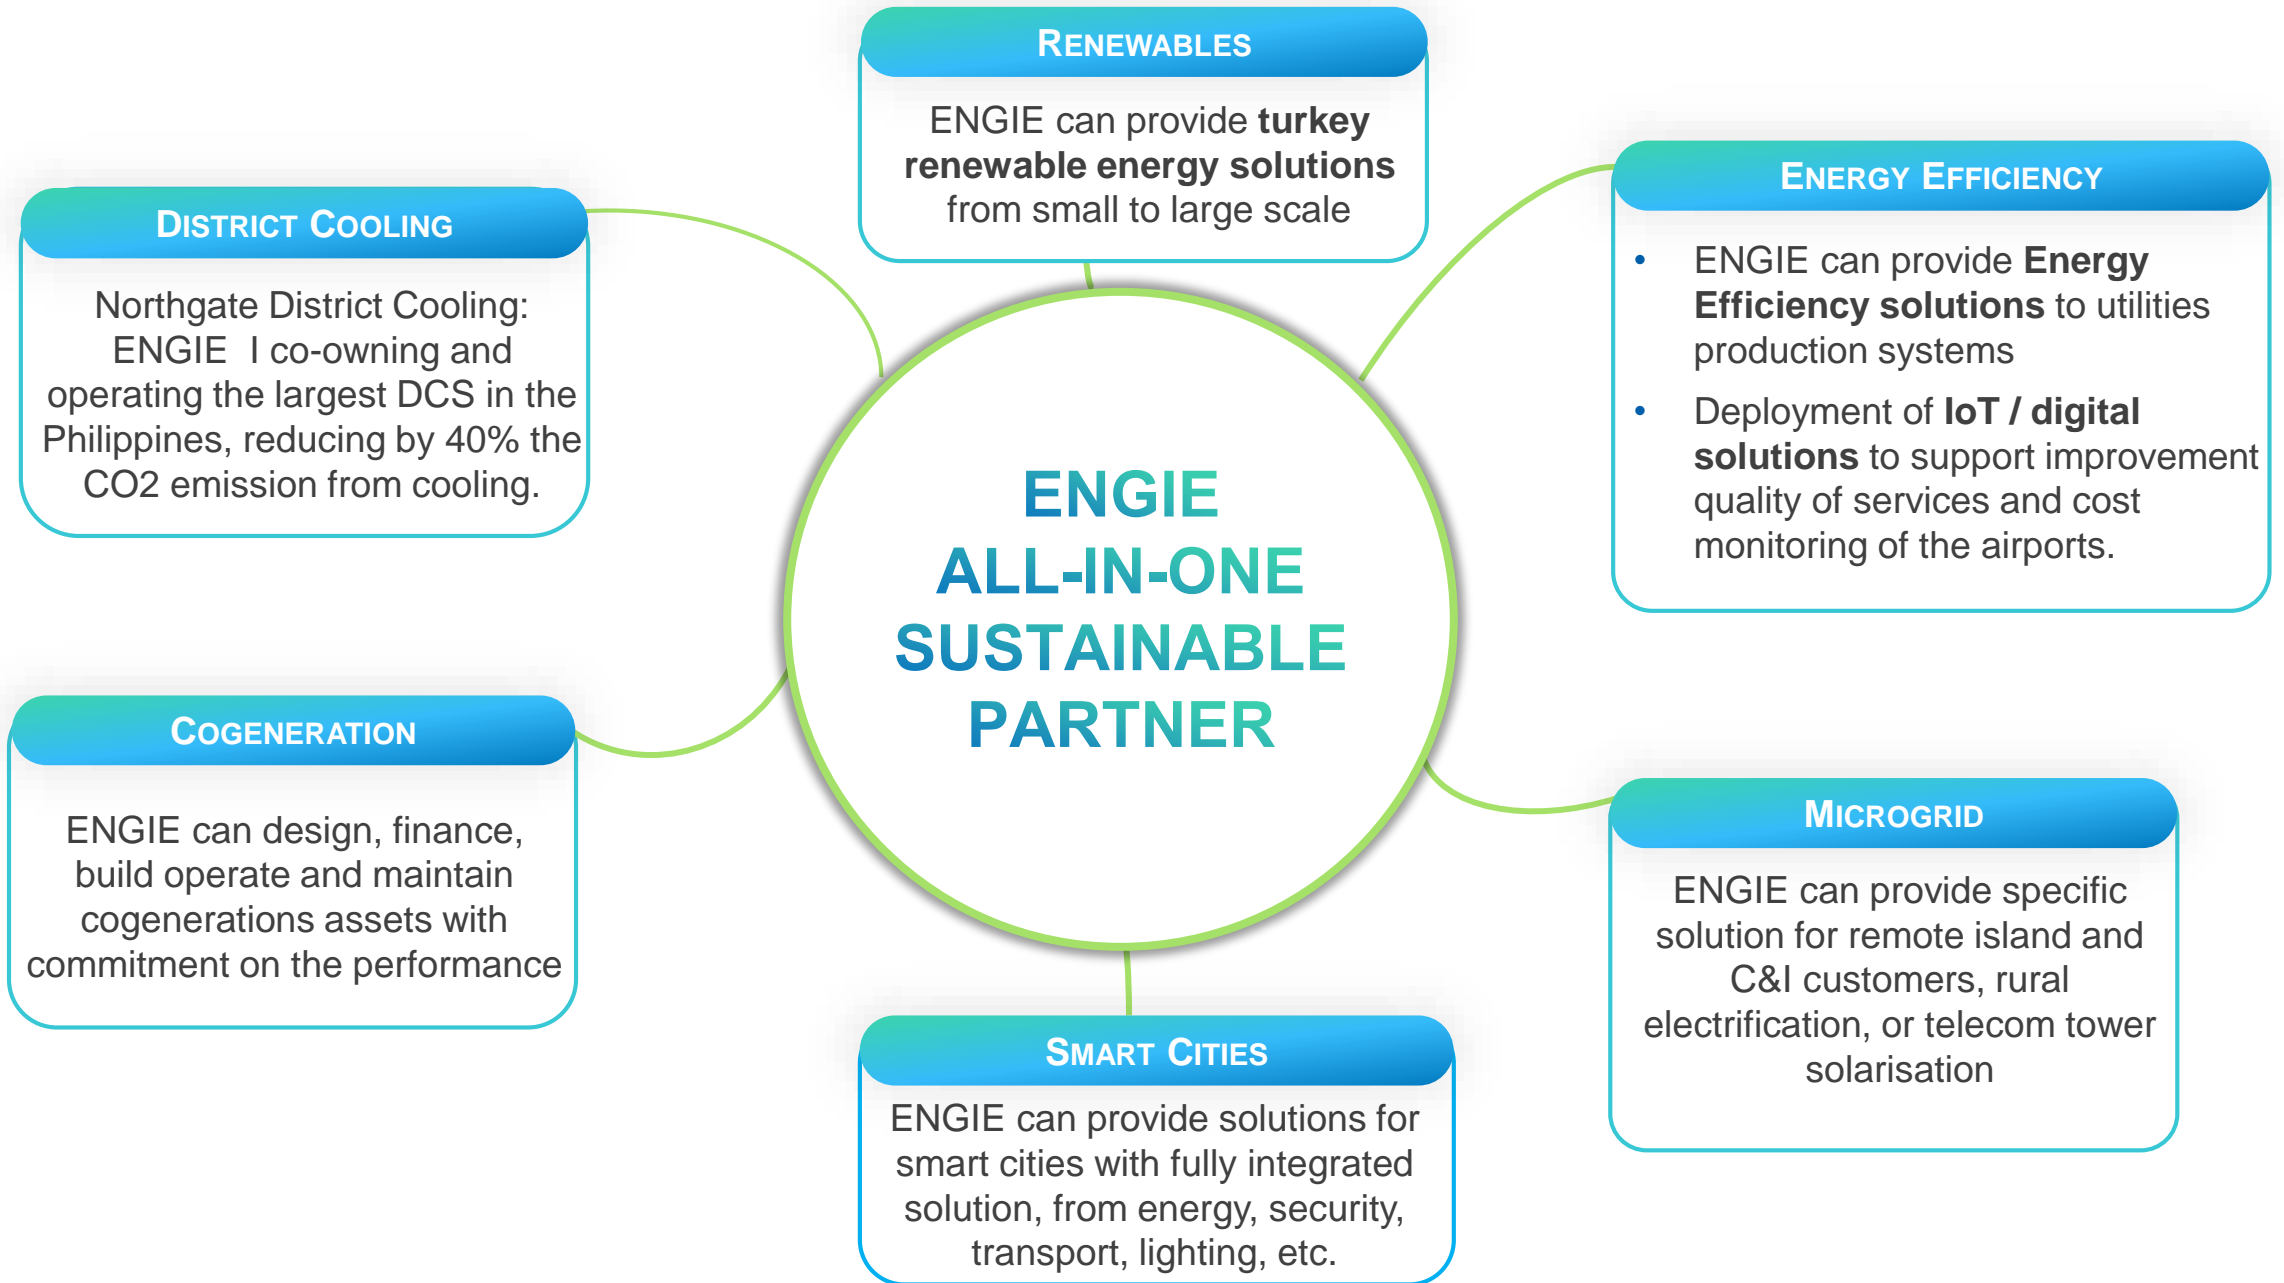 RENEWABLES
ENGIE can provide turkey
renewable energy solutions
from small to large scale
DISTRICT COOLING
Northgate District Cooling:
ENGIE I co-owning and
operating the largest DCS in the
Philippines, reducing by 40% the
CO2 emission from cooling.
ENERGY EFFICIENCY
• ENGIE can provide Energy
Efficiency solutions to utilities
production systems
• Deployment of IoT / digital
solutions to support improvement
quality of services and cost
monitoring of the airports.
ENGIE
ALL-IN-ONE
SUSTAINABLE
PARTNER
COGENERATION
ENGIE can design, finance,
build operate and maintain
cogenerations assets with
commitment on the performance
MICROGRID
ENGIE can provide specific
solution for remote island and
C&I customers, rural
electrification, or telecom tower
solarisation
SMART CITIES
ENGIE can provide solutions for
smart cities with fully integrated
solution, from energy, security,
transport, lighting, etc.